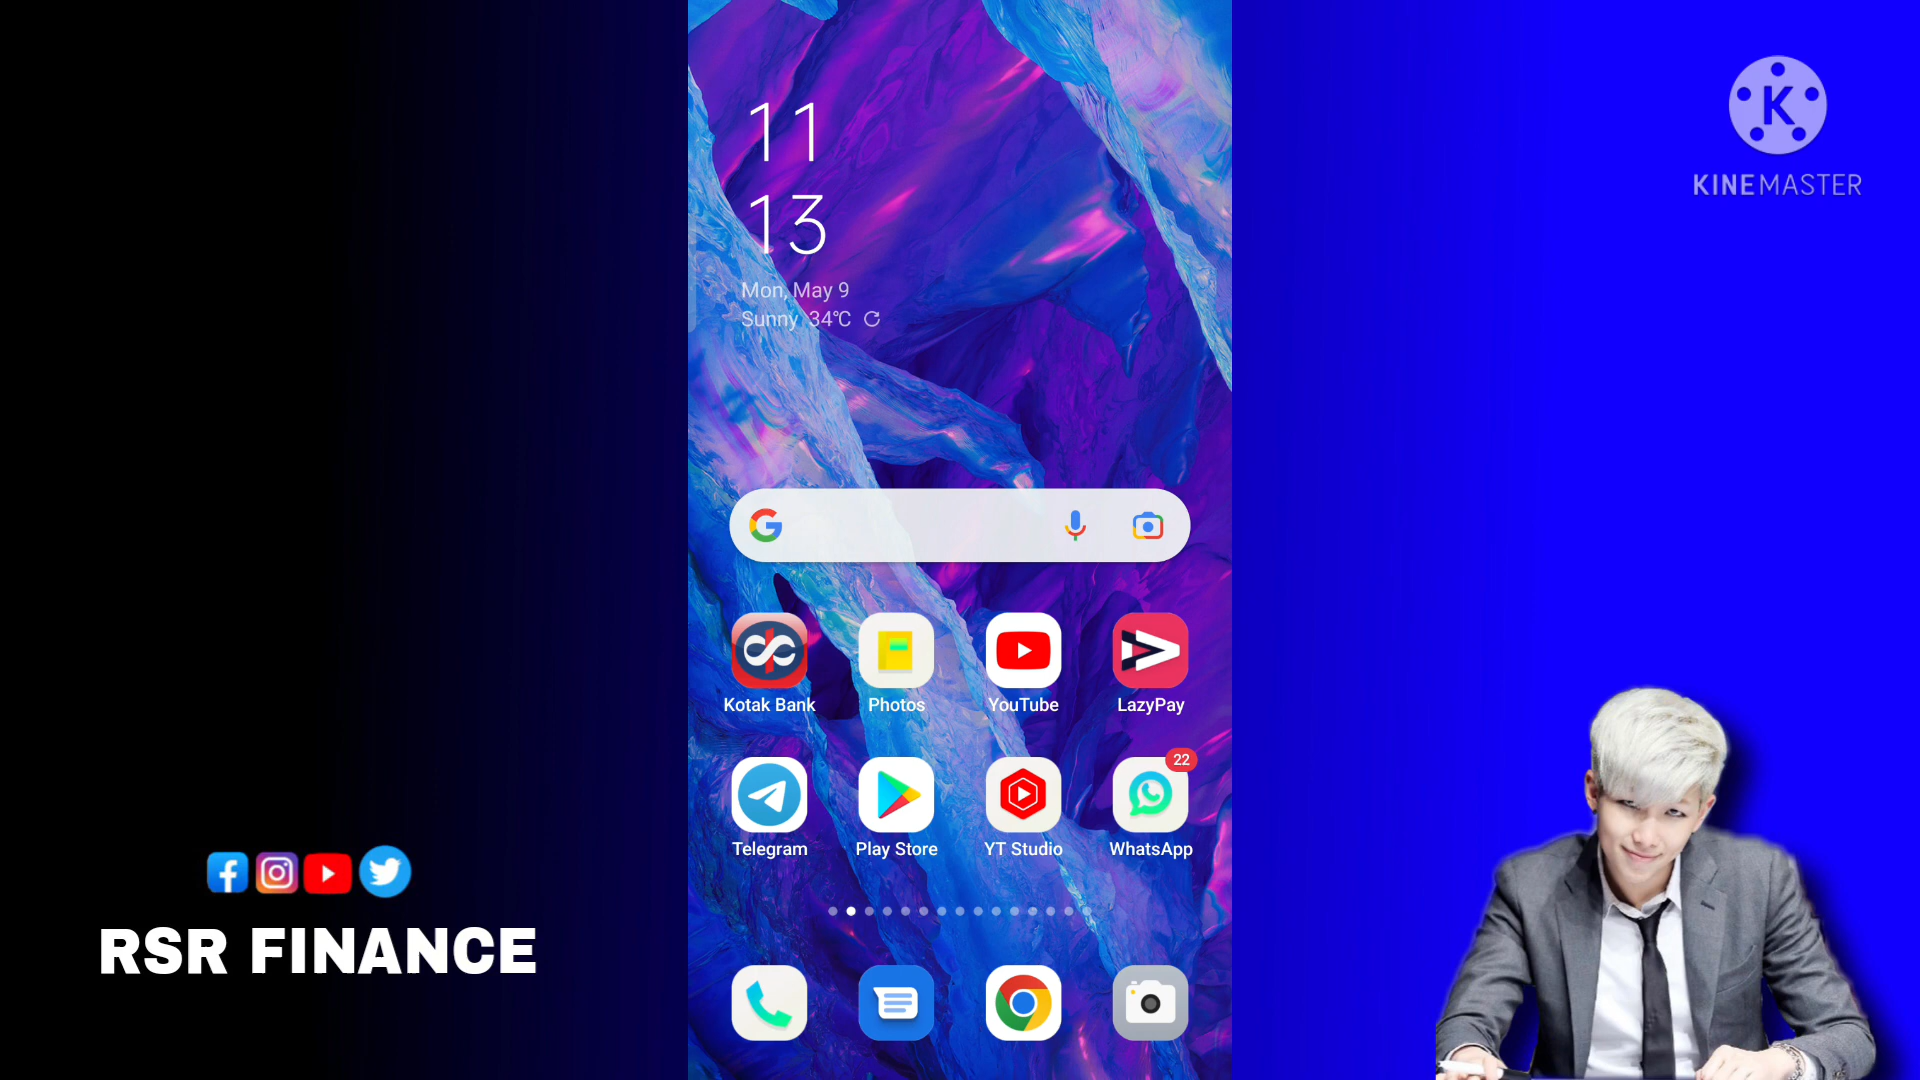 11
13
Mon, May 9
Sunny 34°C
Kotak Bank
Photos
YouTube
LazyPay
22
Telegram
Play Store
YT Studio
WhatsApp
RSR FINANCE
K
KINEMASTER